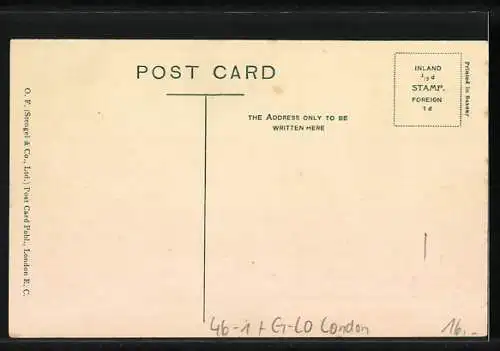 POST CARD
THE ADDRESS ONLY TO BE
WRITTEN HERE
INLAND
½d
STAMP.
FOREIGN
1d
Printed in Saxony
O. F. (Stengel & Co., Ltd.) Post Card Publ., London E. C.
46-1 + G-LO London
16,-